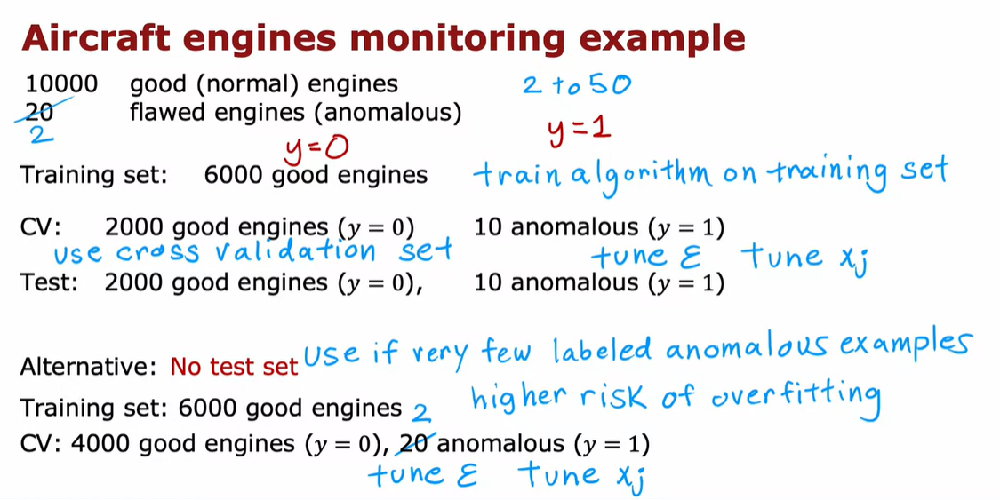 Aircraft engines monitoring example
10000 good (normal) engines 2 to 50
20 flawed engines (anomalous)
2 y=0 y=1
Training set: 6000 good engines train algorithm on training set
CV: 2000 good engines (y = 0) 10 anomalous (y = 1)
use cross validation set tune ε tune xj
Test: 2000 good engines (y = 0), 10 anomalous (y = 1)
Alternative: No test set use if very few labeled anomalous examples
Training set: 6000 good engines 2 higher risk of overfitting
CV: 4000 good engines (y = 0), 20 anomalous (y = 1)
tune ε tune xj